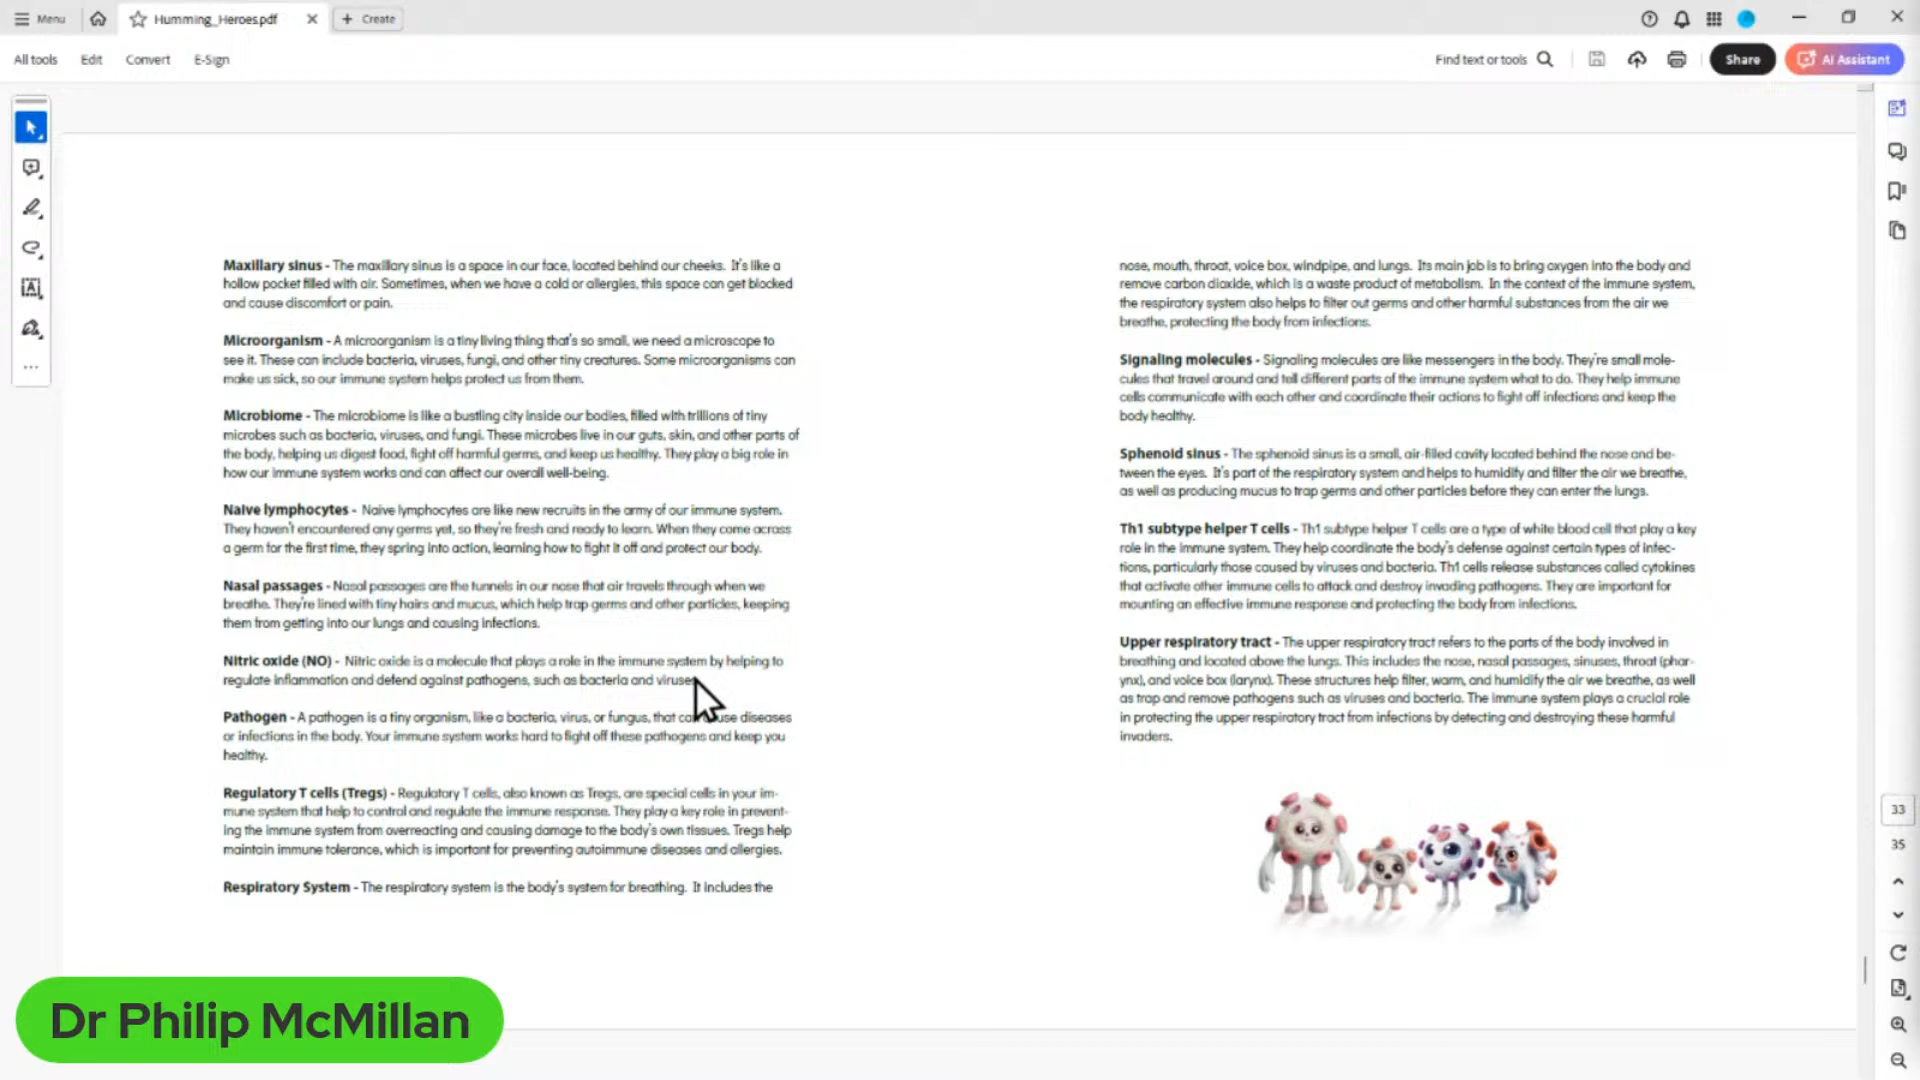 Menu
Humming_Heroes.pdf
Create
All tools
Edit
Convert
E-Sign
Find text or tools
Share
AI Assistant
Maxillary sinus - The maxillary sinus is a space in our face, located behind our cheeks. It's like a
hollow pocket filled with air. Sometimes, when we have a cold or allergies, this space can get blocked
and cause discomfort or pain.
Microorganism - A microorganism is a tiny living thing that's so small, we need a microscope to
see it. These can include bacteria, viruses, fungi, and other tiny creatures. Some microorganisms can
make us sick, so our immune system helps protect us from them.
Microbiome - The microbiome is like a bustling city inside our bodies, filled with trillions of tiny
microbes such as bacteria, viruses, and fungi. These microbes live in our guts, skin, and other parts of
the body, helping us digest food, fight off harmful germs, and keep us healthy. They play a big role in
how our immune system works and can affect our overall well-being.
Naive lymphocytes - Naive lymphocytes are like new recruits in the army of our immune system.
They haven't encountered any germs yet, so they're fresh and ready to learn. When they come across
a germ for the first time, they spring into action, learning how to fight it off and protect our body.
Nasal passages - Nasal passages are the tunnels in our nose that air travels through when we
breathe. They're lined with tiny hairs and mucus, which help trap germs and other particles, keeping
them from getting into our lungs and causing infections.
Nitric oxide (NO) - Nitric oxide is a molecule that plays a role in the immune system by helping to
regulate inflammation and defend against pathogens, such as bacteria and viruses
Pathogen - A pathogen is a tiny organism, like a bacteria, virus, or fungus, that diseases
or infections in the body. Your immune system works hard to fight off these pathogens and keep you
healthy.
Regulatory T cells (Tregs) - Regulatory T cells, also known as Tregs, are special cells in your im-
mune system that help to control and regulate the immune response. They play a key role in prevent-
ing the immune system from overreacting and causing damage to the body's own tissues. Tregs help
maintain immune tolerance, which is important for preventing autoimmune diseases and allergies.
Respiratory System - The respiratory system is the body's system for breathing. It includes the
nose, mouth, throat, voice box, windpipe, and lungs. Its main job is to bring oxygen into the body and
remove carbon dioxide, which is a waste product of metabolism. In the context of the immune system,
the respiratory system also helps to filter out germs and other harmful substances from the air we
breathe, protecting the body from infections.
Signaling molecules - Signaling molecules are like messengers in the body. They're small mole-
cules that travel around and tell different parts of the immune system what to do. They help immune
cells communicate with each other and coordinate their actions to fight off infections and keep the
body healthy.
Sphenoid sinus - The sphenoid sinus is a small, air-filled cavity located behind the nose and be-
tween the eyes. It's part of the respiratory system and helps to humidify and filter the air we breathe,
as well as producing mucus to trap germs and other particles before they can enter the lungs.
Th1 subtype helper T cells - Th1 subtype helper T cells are a type of white blood cell that play a key
role in the immune system. They help coordinate the body's defense against certain types of infec-
tions, particularly those caused by viruses and bacteria. Th1 cells release substances called cytokines
that activate other immune cells to attack and destroy invading pathogens. They are important for
mounting an effective immune response and protecting the body from infections.
Upper respiratory tract - The upper respiratory tract refers to the parts of the body involved in
breathing and located above the lungs. This includes the nose, nasal passages, sinuses, throat (phar-
ynx), and voice box (larynx). These structures help filter, warm, and humidify the air we breathe, as well
as trap and remove pathogens such as viruses and bacteria. The immune system plays a crucial role
in protecting the upper respiratory tract from infections by detecting and destroying these harmful
invaders.
33
35
Dr Philip McMillan